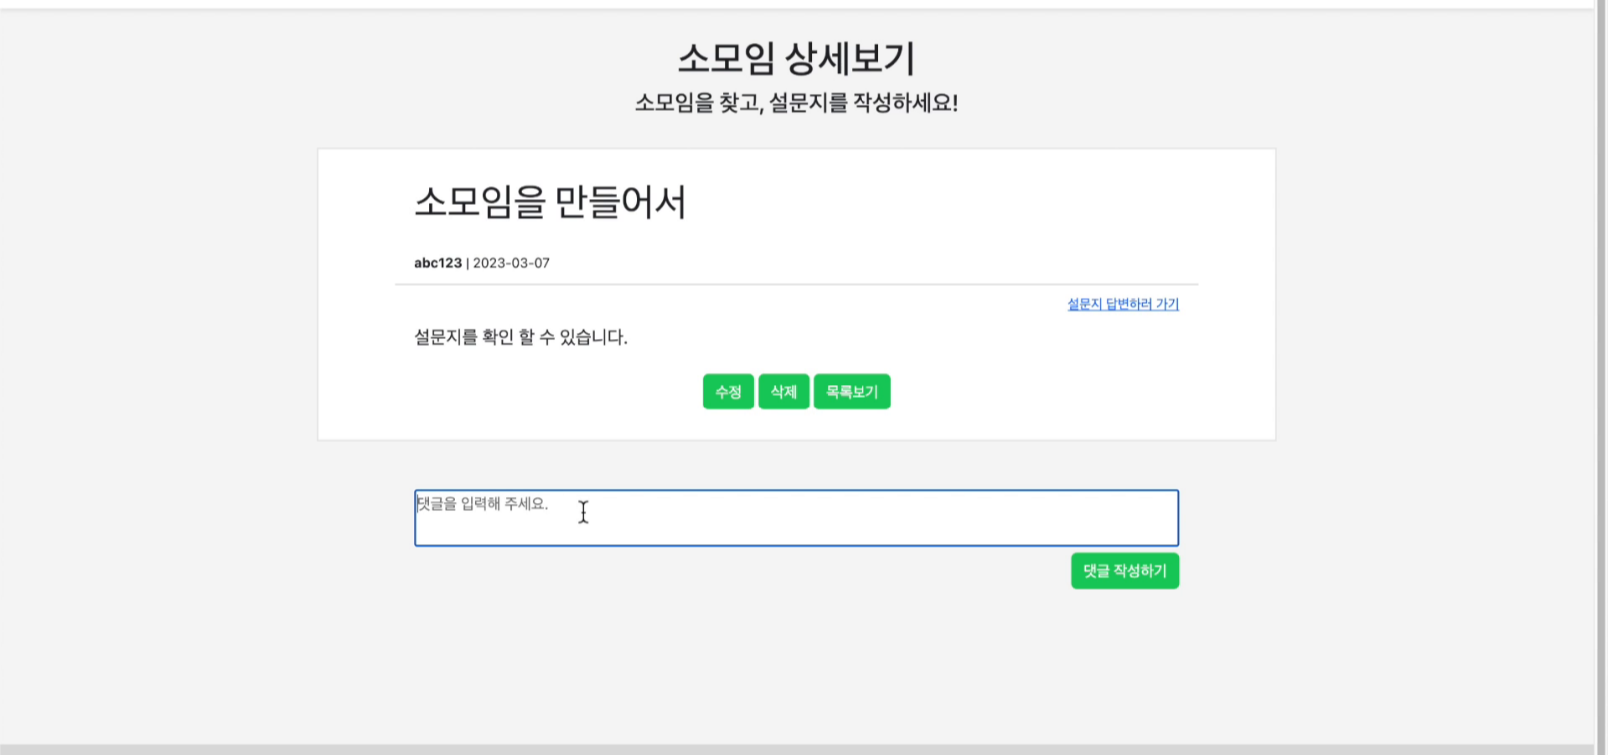 소모임 상세보기
소모임을 찾고, 설문지를 작성하세요!
소모임을 만들어서
abc123 | 2023-03-07
설문지 답변하러 가기
설문지를 확인 할 수 있습니다.
수정 삭제 목록보기
댓글을 입력해 주세요.
댓글 작성하기